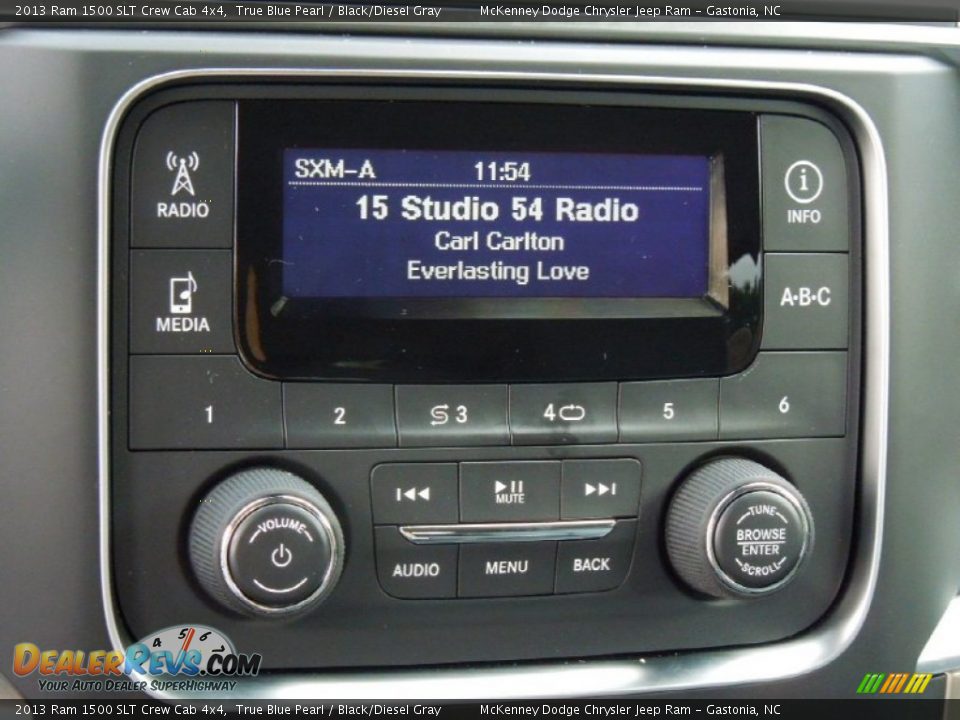 2013 Ram 1500 SLT Crew Cab 4x4, True Blue Pearl / Black/Diesel Gray McKenney Dodge Chrysler Jeep Ram - Gastonia, NC
SXM-A 11:54
15 Studio 54 Radio
Carl Carlton
Everlasting Love
RADIO
MEDIA
i
INFO
A·B·C
1 2 3 4 5 6
MUTE
AUDIO MENU BACK
VOLUME
TUNE
BROWSE
ENTER
SCROLL
4 5 6
DealerRevs.com
Your Auto Dealer SuperHighway
2013 Ram 1500 SLT Crew Cab 4x4, True Blue Pearl / Black/Diesel Gray McKenney Dodge Chrysler Jeep Ram - Gastonia, NC